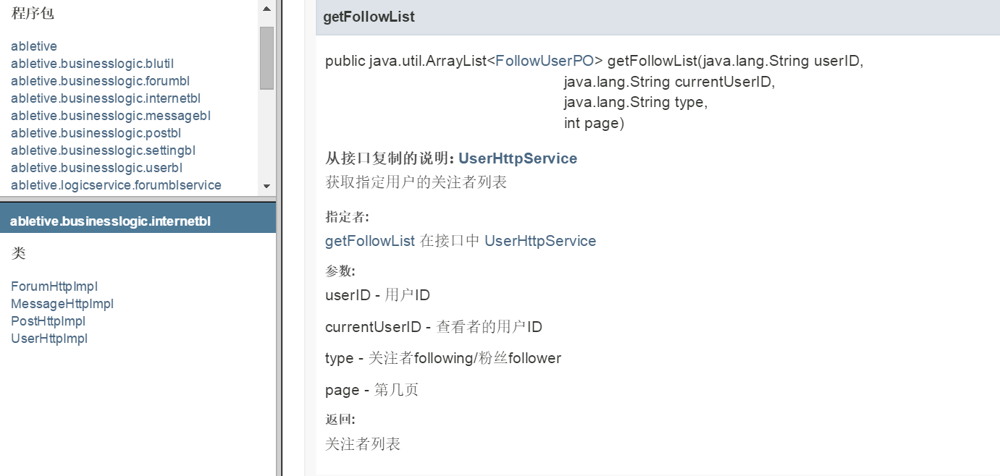 程序包
abletive
abletive.businesslogic.blutil
abletive.businesslogic.forumbl
abletive.businesslogic.internetbl
abletive.businesslogic.messagebl
abletive.businesslogic.postbl
abletive.businesslogic.settingbl
abletive.businesslogic.userbl
abletive.logicservice.forumblservice
abletive.businesslogic.internetbl
类
ForumHttpImpl
MessageHttpImpl
PostHttpImpl
UserHttpImpl
getFollowList
public java.util.ArrayList<FollowUserPO> getFollowList(java.lang.String userID,
java.lang.String currentUserID,
java.lang.String type,
int page)
从接口复制的说明: UserHttpService
获取指定用户的关注者列表
指定者:
getFollowList 在接口中 UserHttpService
参数:
userID - 用户ID
currentUserID - 查看者的用户ID
type - 关注者following/粉丝follower
page - 第几页
返回:
关注者列表